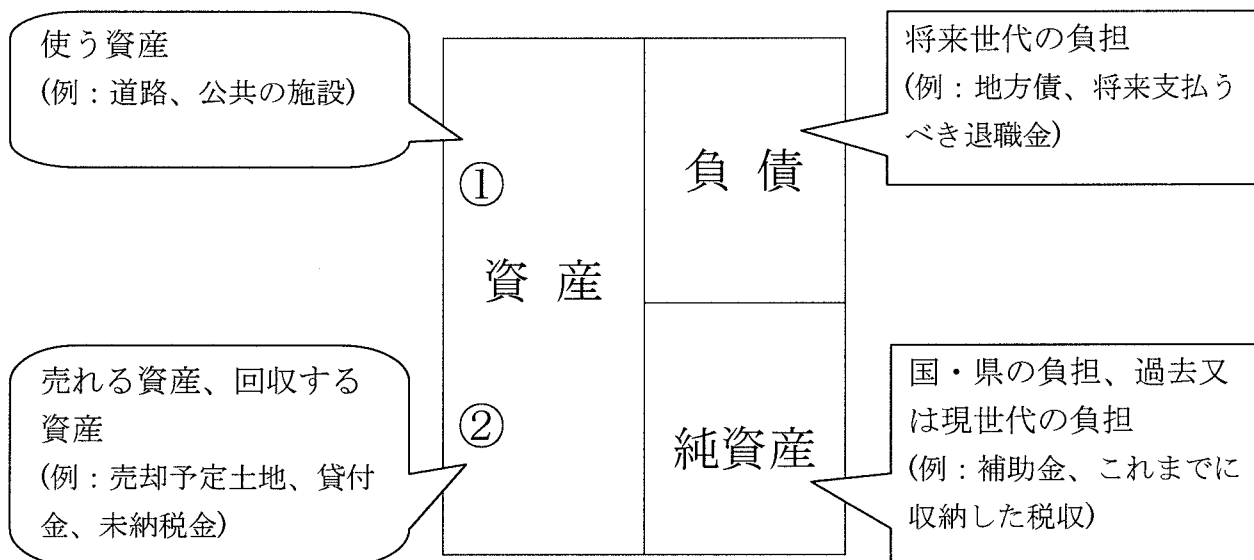 使う資産
(例：道路、公共の施設)
①
資 産
②
売れる資産、回収する
資産
(例：売却予定土地、貸付
金、未納税金)
負 債
純資産
将来世代の負担
(例：地方債、将来支払う
べき退職金)
国・県の負担、過去又
は現世代の負担
(例：補助金、これまでに
収納した税収)